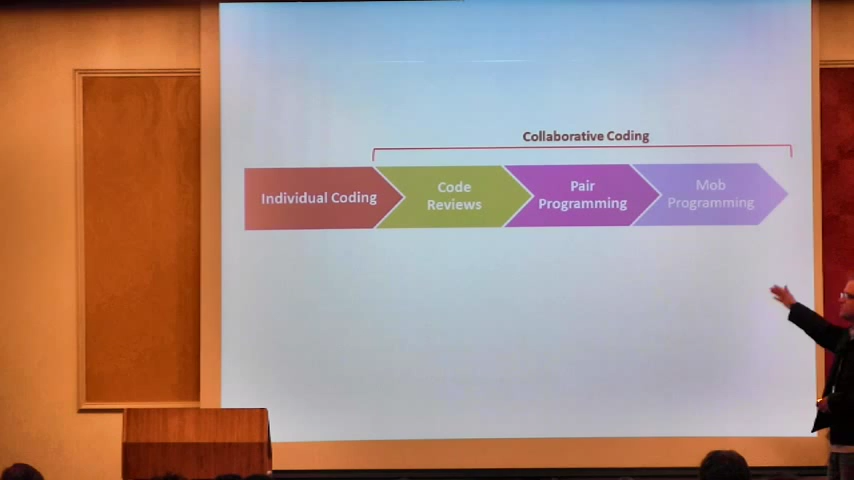 Collaborative Coding
Individual Coding
Code
Reviews
Pair
Programming
Mob
Programming